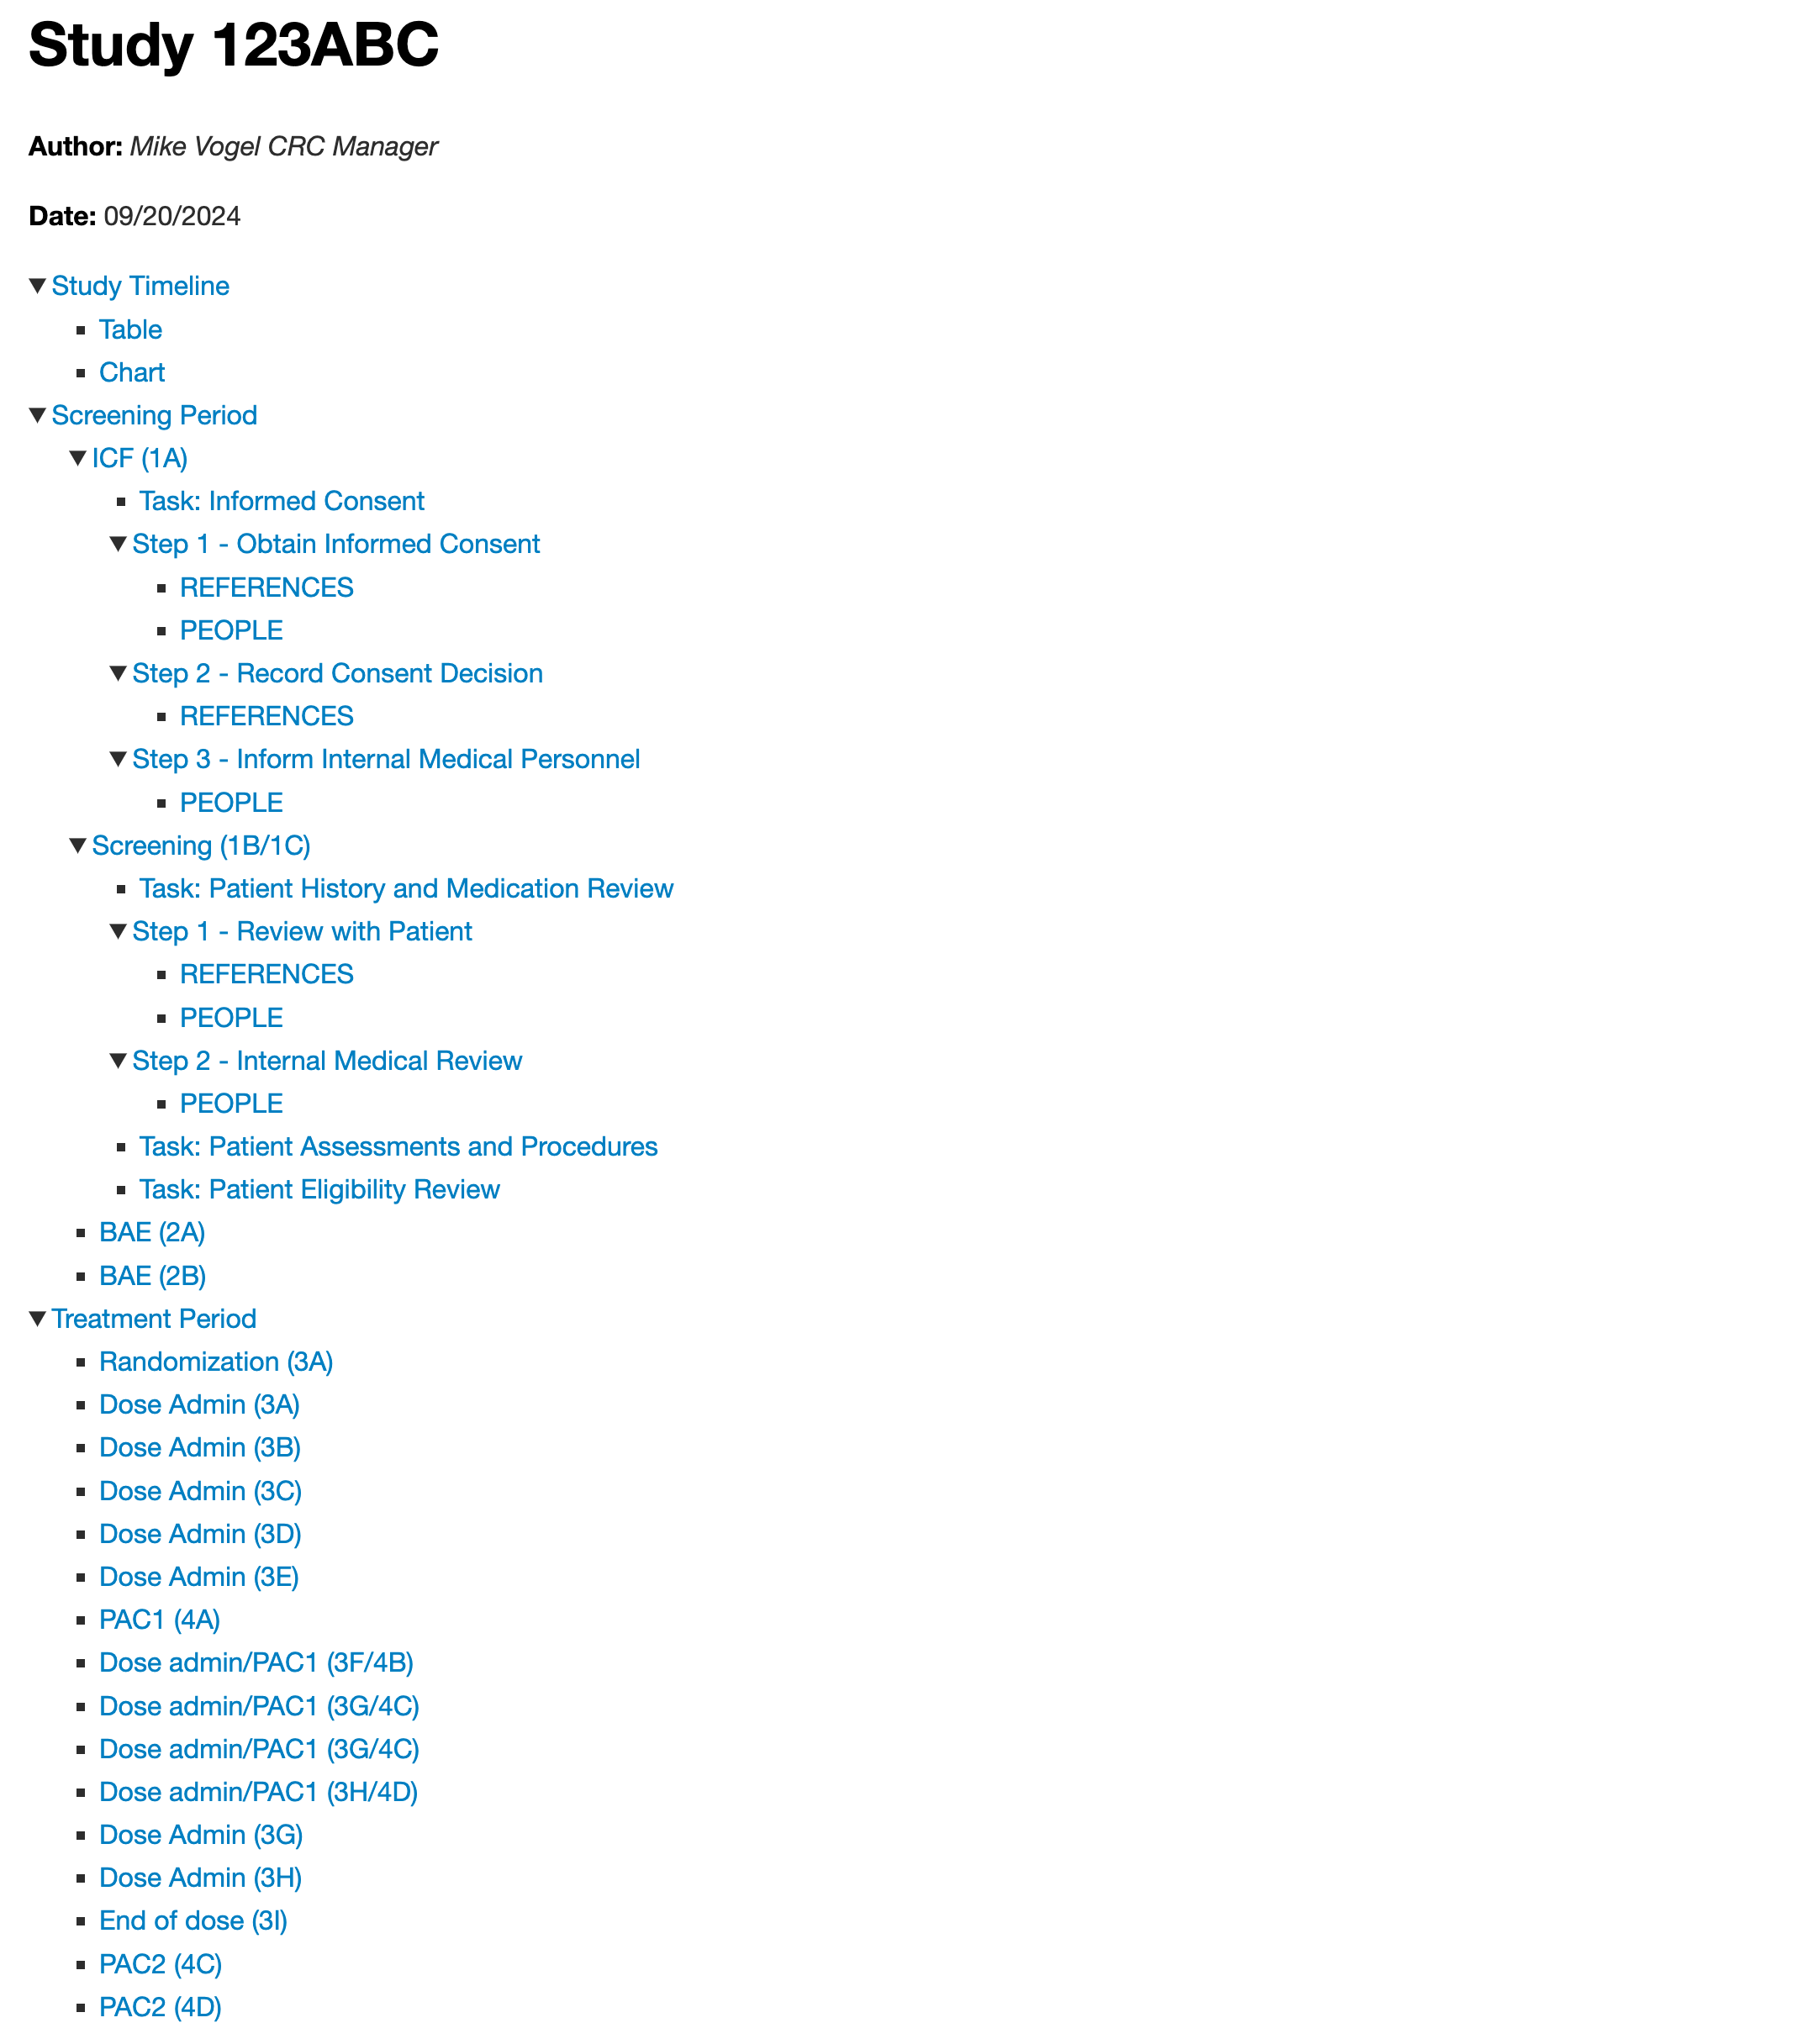 Study 123ABC
Author: Mike Vogel CRC Manager
Date: 09/20/2024
Study Timeline
Table
Chart
Screening Period
ICF (1A)
Task: Informed Consent
Step 1 - Obtain Informed Consent
REFERENCES
PEOPLE
Step 2 - Record Consent Decision
REFERENCES
Step 3 - Inform Internal Medical Personnel
PEOPLE
Screening (1B/1C)
Task: Patient History and Medication Review
Step 1 - Review with Patient
REFERENCES
PEOPLE
Step 2 - Internal Medical Review
PEOPLE
Task: Patient Assessments and Procedures
Task: Patient Eligibility Review
BAE (2A)
BAE (2B)
Treatment Period
Randomization (3A)
Dose Admin (3A)
Dose Admin (3B)
Dose Admin (3C)
Dose Admin (3D)
Dose Admin (3E)
PAC1 (4A)
Dose admin/PAC1 (3F/4B)
Dose admin/PAC1 (3G/4C)
Dose admin/PAC1 (3G/4C)
Dose admin/PAC1 (3H/4D)
Dose Admin (3G)
Dose Admin (3H)
End of dose (3I)
PAC2 (4C)
PAC2 (4D)